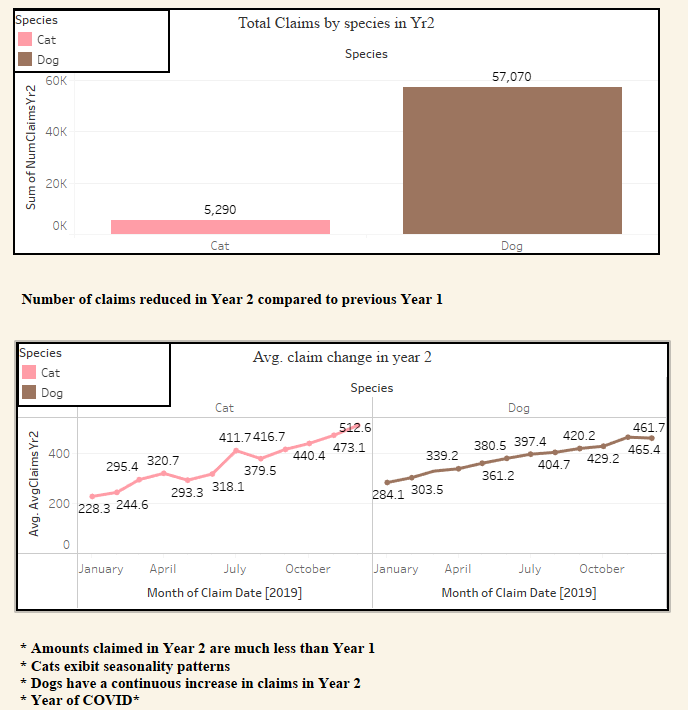 Species
Cat
Dog
Total Claims by species in Yr2
Species
Sum of NumClaimsYr2
60K
40K
20K
0K
5,290
57,070
Cat
Dog
Number of claims reduced in Year 2 compared to previous Year 1
Species
Cat
Dog
Avg. claim change in year 2
Species
Cat
Dog
Avg. AvgClaimsYr2
400
200
0
228.3
244.6
295.4
320.7
293.3
318.1
411.7
379.5
416.7
440.4
473.1
512.6
284.1
303.5
339.2
361.2
380.5
397.4
404.7
420.2
429.2
465.4
461.7
January
April
July
October
January
April
July
October
Month of Claim Date [2019]
Month of Claim Date [2019]
* Amounts claimed in Year 2 are much less than Year 1
* Cats exibit seasonality patterns
* Dogs have a continuous increase in claims in Year 2
* Year of COVID*